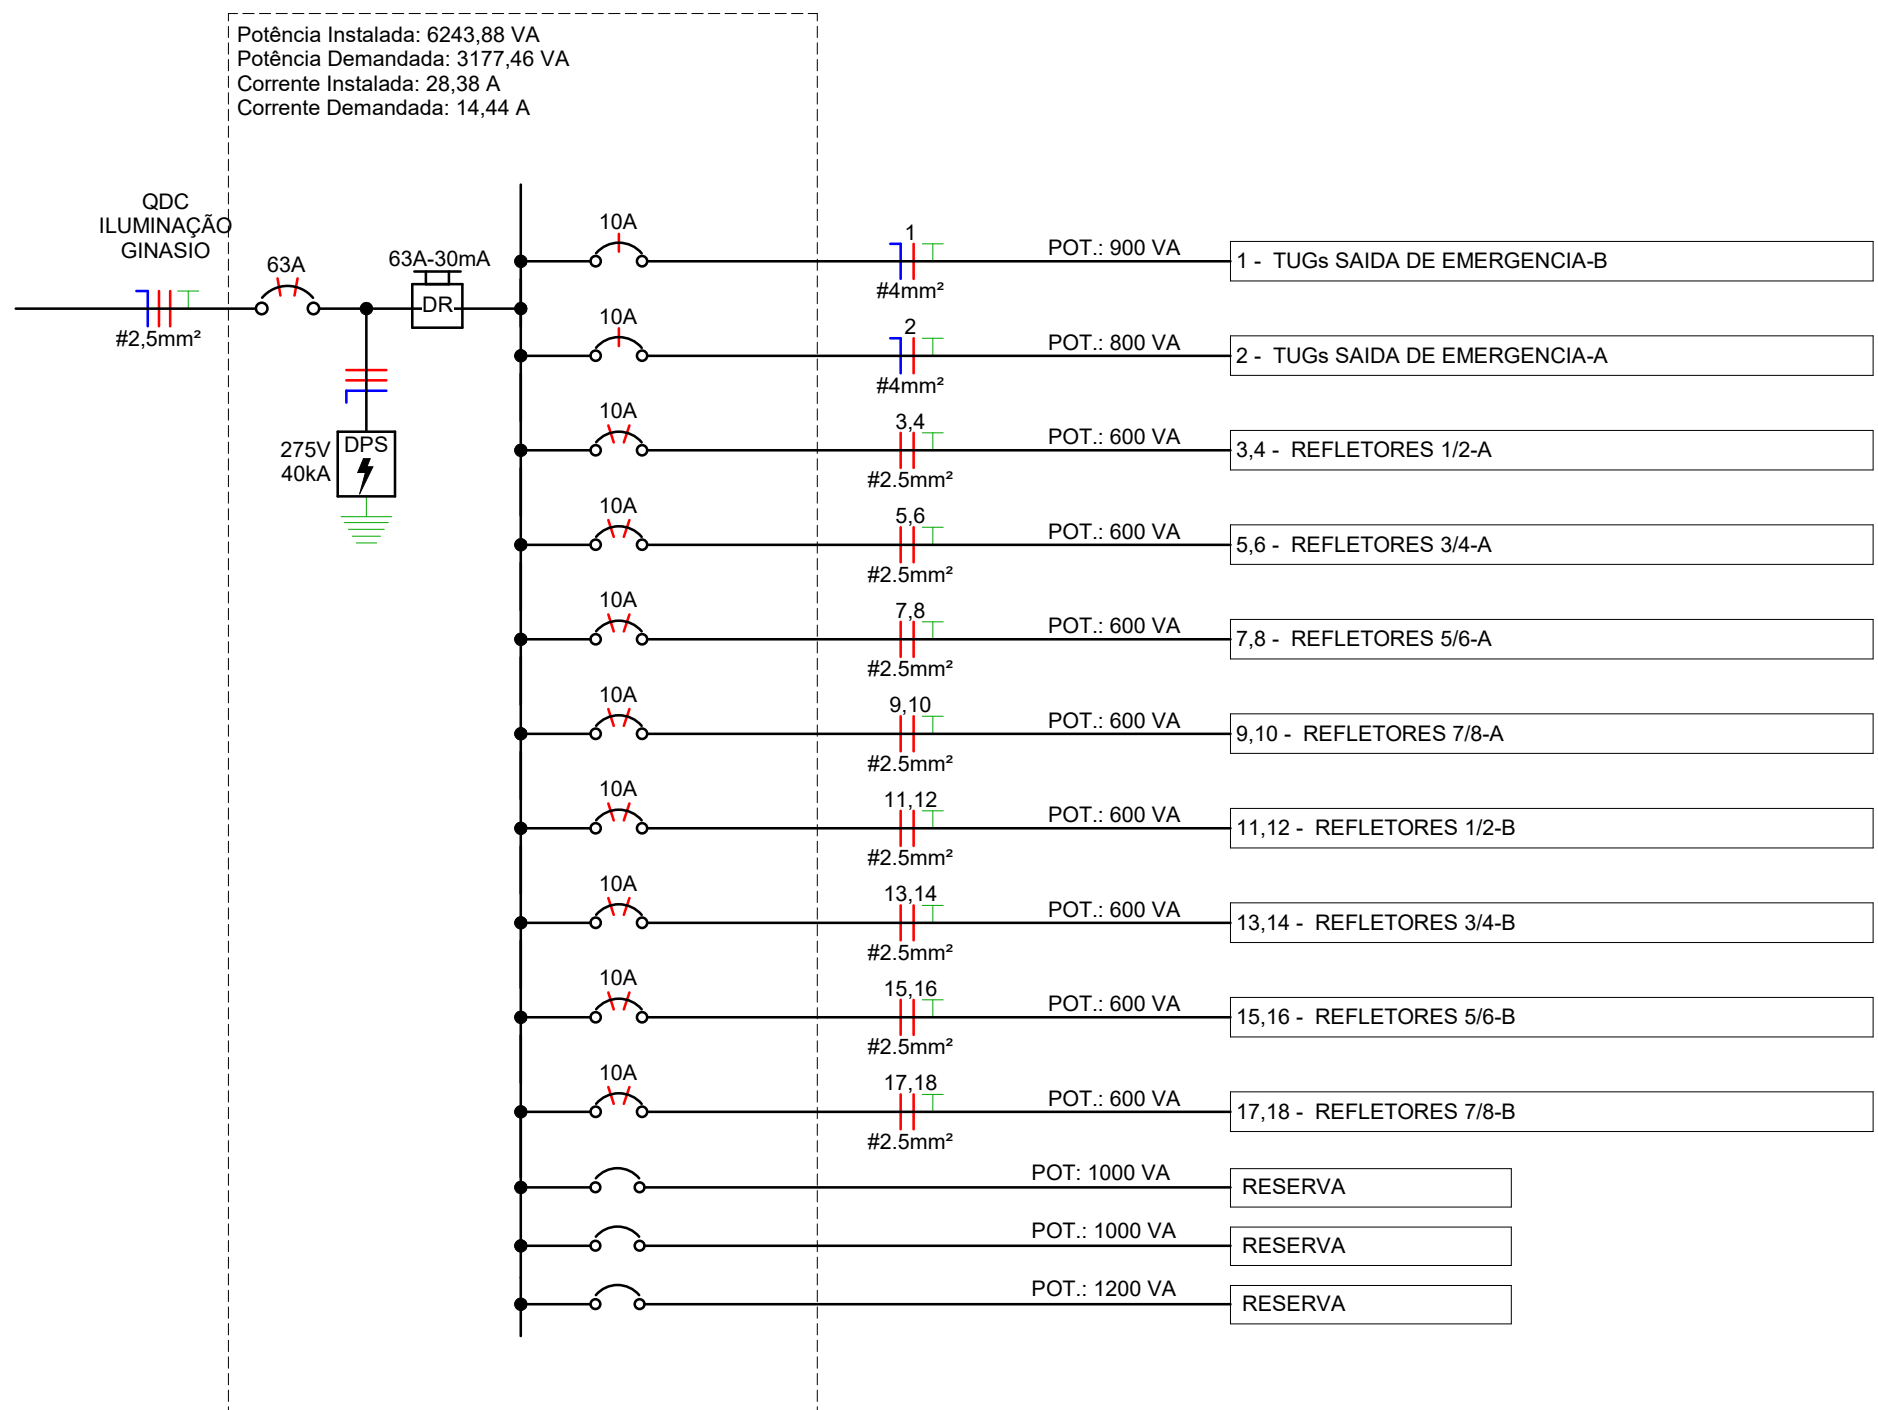 Potência Instalada: 6243,88 VA
Potência Demandada: 3177,46 VA
Corrente Instalada: 28,38 A
Corrente Demandada: 14,44 A
QDC
ILUMINAÇÃO
GINASIO
#2,5mm²
63A
63A-30mA
DR
275V
40kA
DPS
10A
1
#4mm²
POT.: 900 VA
1 - TUGs SAIDA DE EMERGENCIA-B
10A
2
#4mm²
POT.: 800 VA
2 - TUGs SAIDA DE EMERGENCIA-A
10A
3,4
#2.5mm²
POT.: 600 VA
3,4 - REFLETORES 1/2-A
10A
5,6
#2.5mm²
POT.: 600 VA
5,6 - REFLETORES 3/4-A
10A
7,8
#2.5mm²
POT.: 600 VA
7,8 - REFLETORES 5/6-A
10A
9,10
#2.5mm²
POT.: 600 VA
9,10 - REFLETORES 7/8-A
10A
11,12
#2.5mm²
POT.: 600 VA
11,12 - REFLETORES 1/2-B
10A
13,14
#2.5mm²
POT.: 600 VA
13,14 - REFLETORES 3/4-B
10A
15,16
#2.5mm²
POT.: 600 VA
15,16 - REFLETORES 5/6-B
10A
17,18
#2.5mm²
POT.: 600 VA
17,18 - REFLETORES 7/8-B
POT: 1000 VA
RESERVA
POT.: 1000 VA
RESERVA
POT.: 1200 VA
RESERVA